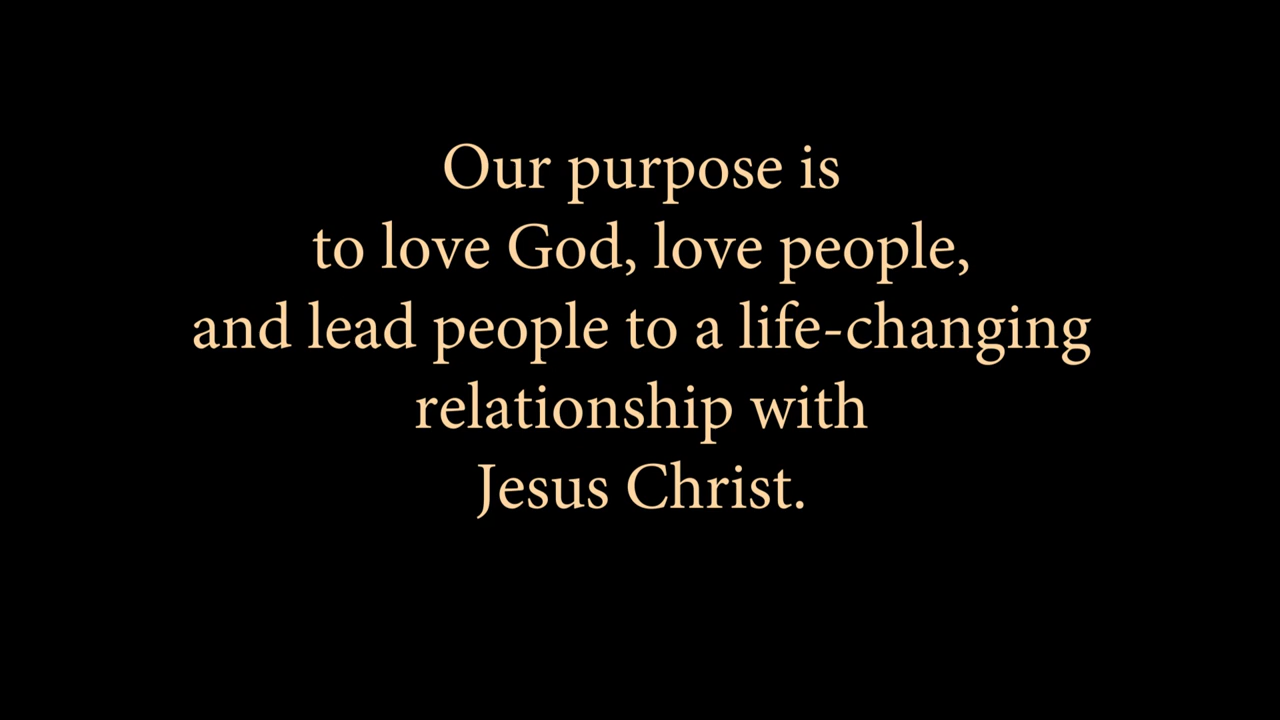 Our purpose is
to love God, love people,
and lead people to a life-changing
relationship with
Jesus Christ.